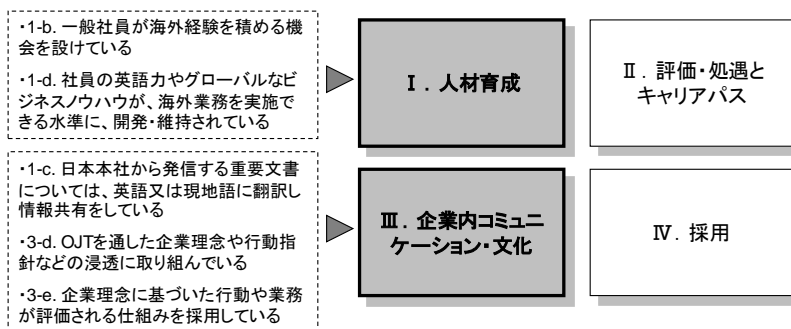 ・1-b. 一般社員が海外経験を積める機
会を設けている
・1-d. 社員の英語力やグローバルなビ
ジネスノウハウが、海外業務を実施で
きる水準に、開発・維持されている
Ⅰ．人材育成
Ⅱ．評価・処遇と
キャリアパス
・1-c. 日本本社から発信する重要文書
については、英語又は現地語に翻訳し
情報共有をしている
・3-d. OJTを通した企業理念や行動指
針などの浸透に取り組んでいる
・3-e. 企業理念に基づいた行動や業務
が評価される仕組みを採用している
Ⅲ．企業内コミュニ
ケーション・文化
Ⅳ．採用